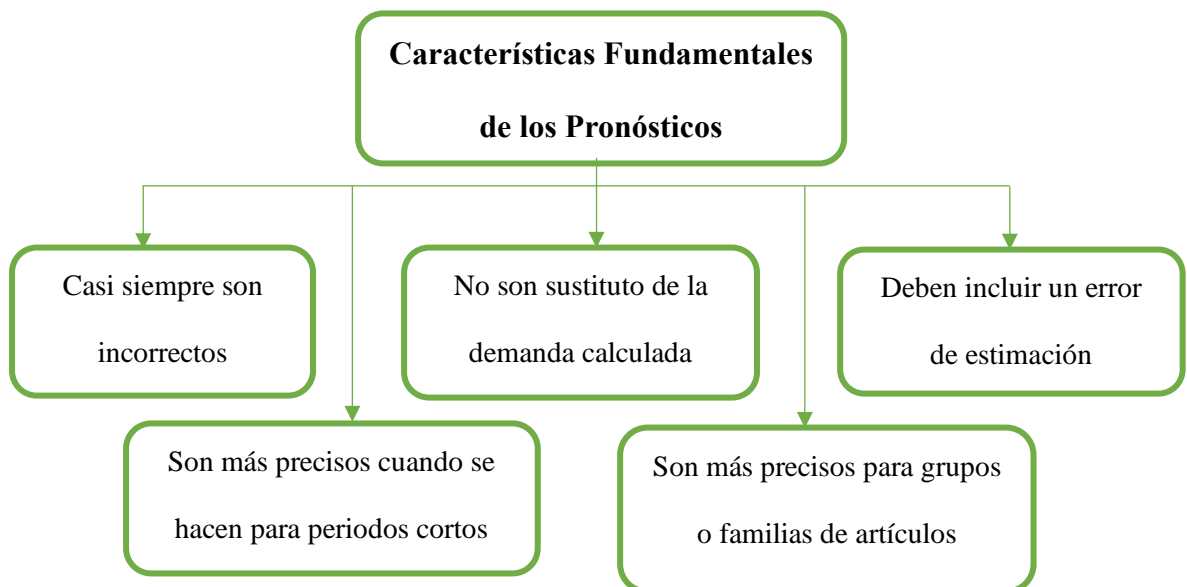 Característícas Fundamentales
de los Pronósticos
Casi siempre son
incorrectos
No son sustituto de la
demanda calculada
Deben incluir un error
de estimación
Son más precisos cuando se
hacen para periodos cortos
Son más precisos para grupos
o familias de artículos